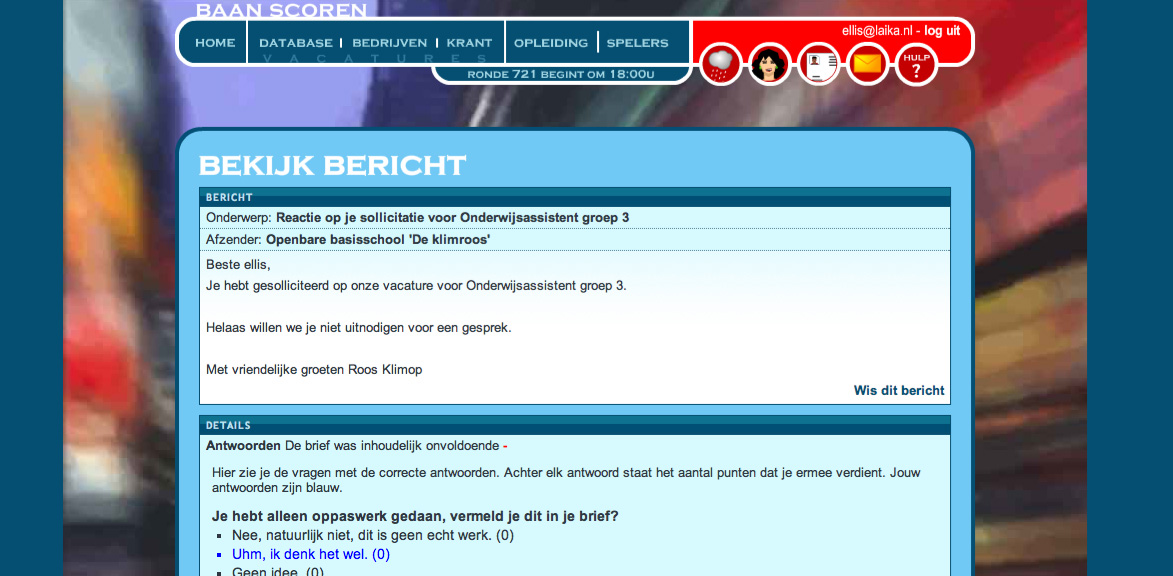 BAAN SCOREN
ellis@laika.nl - log uit
HOME DATABASE BEDRIJVEN KRANT OPLEIDING SPELERS
VACATURES
RONDE 721 BEGINT OM 18:00U
HULP
?
BEKIJK BERICHT
BERICHT
Onderwerp: Reactie op je sollicitatie voor Onderwijsassistent groep 3
Afzender: Openbare basisschool 'De klimroos'
Beste ellis,
Je hebt gesolliciteerd op onze vacature voor Onderwijsassistent groep 3.
Helaas willen we je niet uitnodigen voor een gesprek.
Met vriendelijke groeten Roos Klimop
Wis dit bericht
DETAILS
Antwoorden De brief was inhoudelijk onvoldoende -
Hier zie je de vragen met de correcte antwoorden. Achter elk antwoord staat het aantal punten dat je ermee verdient. Jouw
antwoorden zijn blauw.
Je hebt alleen oppaswerk gedaan, vermeld je dit in je brief?
Nee, natuurlijk niet, dit is geen echt werk. (0)
Uhm, ik denk het wel. (0)
Geen idee. (0)